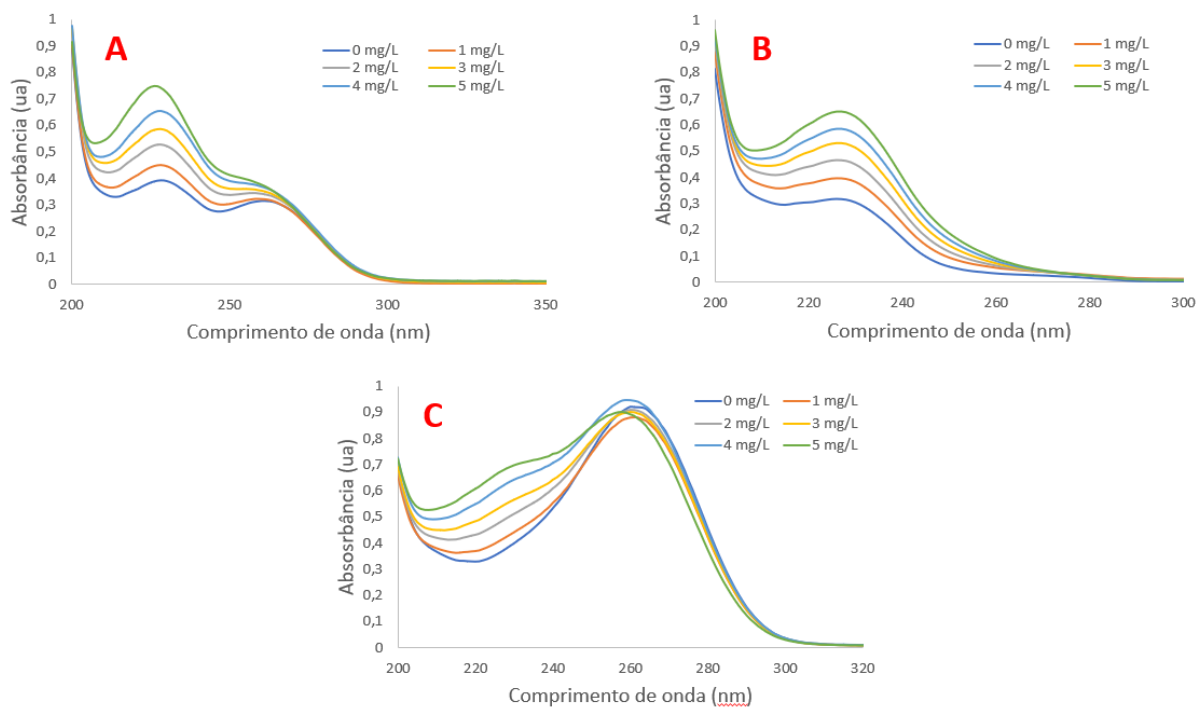 A
0 mg/L 1 mg/L
2 mg/L 3 mg/L
4 mg/L 5 mg/L
Absorbância (ua)
1
0,9
0,8
0,7
0,6
0,5
0,4
0,3
0,2
0,1
0
200 250 300 350
Comprimento de onda (nm)
B
0 mg/L 1 mg/L
2 mg/L 3 mg/L
4 mg/L 5 mg/L
Absorbância (ua)
1
0,9
0,8
0,7
0,6
0,5
0,4
0,3
0,2
0,1
0
200 220 240 260 280 300
Comprimento de onda (nm)
C
0 mg/L 1 mg/L
2 mg/L 3 mg/L
4 mg/L 5 mg/L
Abosrbância (ua)
1
0,9
0,8
0,7
0,6
0,5
0,4
0,3
0,2
0,1
0
200 220 240 260 280 300 320
Comprimento de onda (nm)